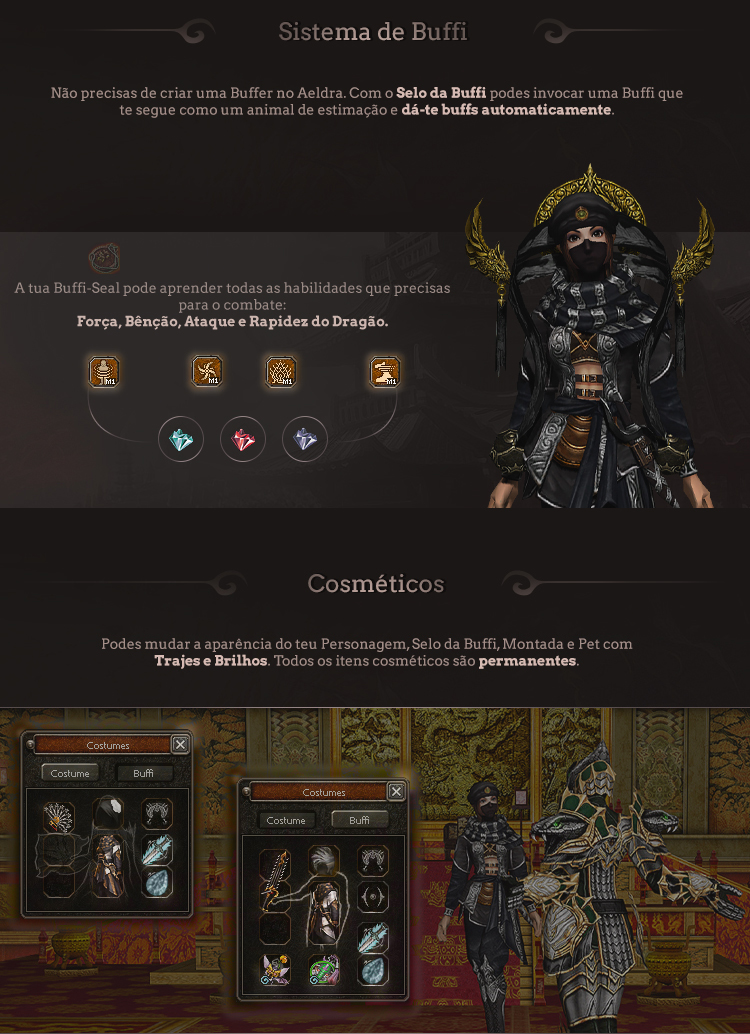 Sistema de Buffi
Não precisas de criar uma Buffer no Aeldra. Com o Selo da Buffi podes invocar uma Buffi que
te segue como um animal de estimação e dá-te buffs automaticamente.
A tua Buffi-Seal pode aprender todas as habilidades que precisas
para o combate:
Força, Bênção, Ataque e Rapidez do Dragão.
M1
M1
M1
M1
Cosméticos
Podes mudar a aparência do teu Personagem, Selo da Buffi, Montada e Pet com
Trajes e Brilhos. Todos os itens cosméticos são permanentes.
Costumes
Costume
Buffi
Costumes
Costume
Buffi